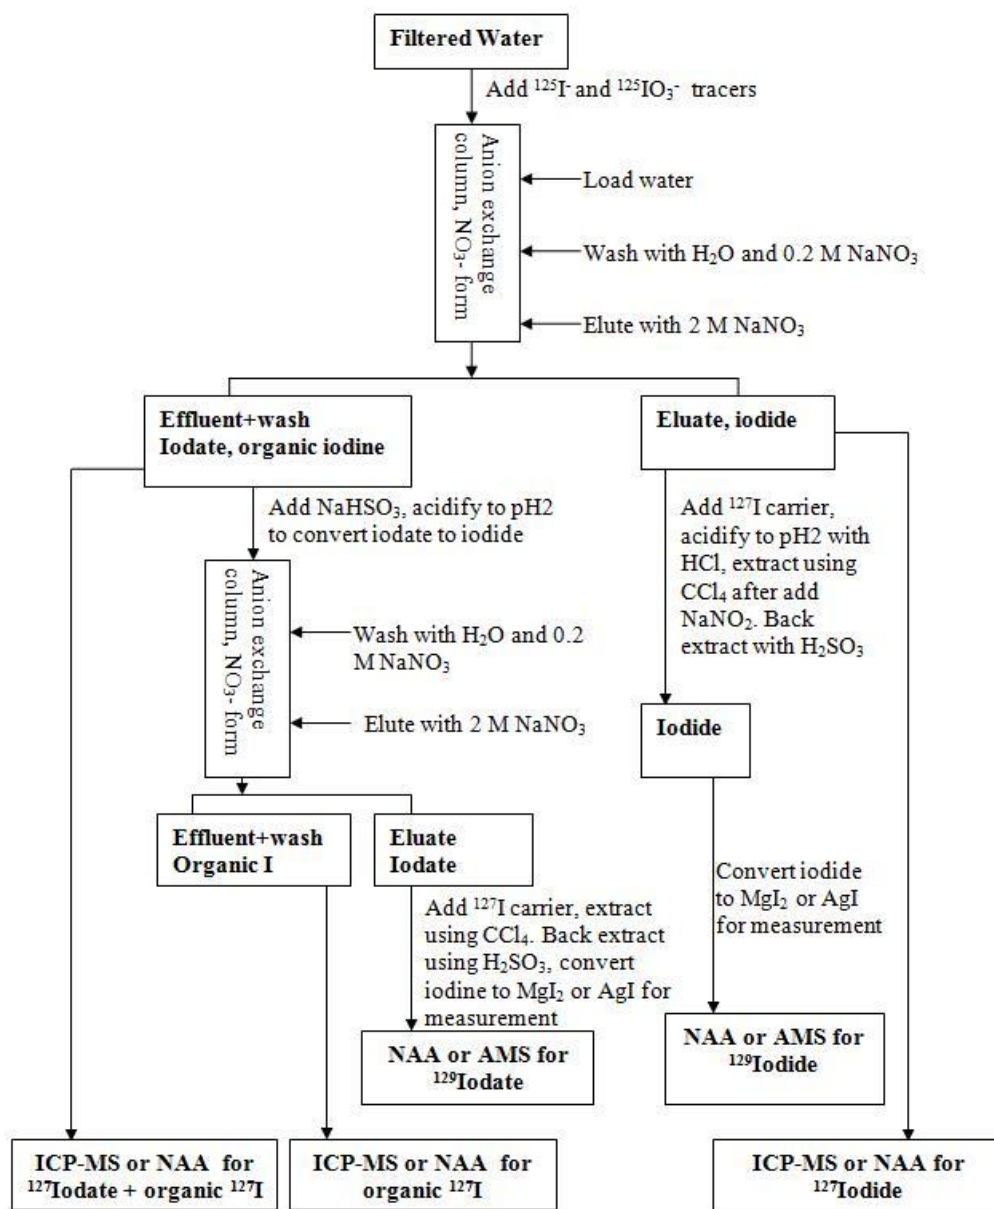 Filtered Water
Add ¹²⁵I⁻ and ¹²⁵IO₃⁻ tracers
Anion exchange
column, NO₃- form
Load water
Wash with H₂O and 0.2 M NaNO₃
Elute with 2 M NaNO₃
Effluent+wash
Iodate, organic iodine
Eluate, iodide
Add NaHSO₃, acidify to pH2
to convert iodate to iodide
Add ¹²⁷I carrier,
acidify to pH2 with
HCl, extract using
CCl₄ after add
NaNO₂. Back
extract with H₂SO₃
Anion exchange
column, NO₃- form
Wash with H₂O and 0.2
M NaNO₃
Elute with 2 M NaNO₃
Iodide
Effluent+wash
Organic I
Eluate
Iodate
Convert iodide
to MgI₂ or AgI
for measurement
Add ¹²⁷I carrier, extract
using CCl₄. Back extract
using H₂SO₃, convert
iodine to MgI₂ or AgI for
measurement
NAA or AMS for
¹²⁹Iodate
NAA or AMS for
¹²⁹Iodide
ICP-MS or NAA for
¹²⁷Iodate + organic ¹²⁷I
ICP-MS or NAA for
organic ¹²⁷I
ICP-MS or NAA for
¹²⁷Iodide